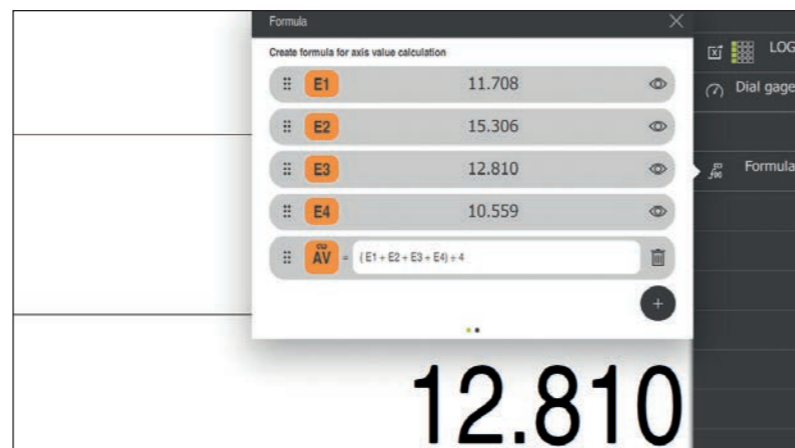 Formula
Create formula for axis value calculation
E1 11.708
E2 15.306
E3 12.810
E4 10.559
AV = (E1 + E2 + E3 + E4) ÷ 4
+
LOG
Dial gage
Formula
12.810